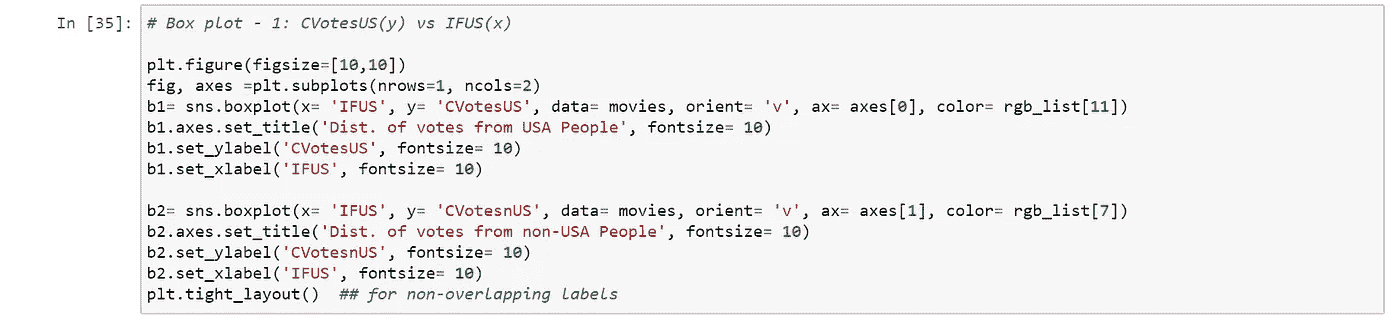 In [35]: # Box plot - 1: CVotesUS(y) vs IFUS(x)
plt.figure(figsize=[10,10])
fig, axes =plt.subplots(nrows=1, ncols=2)
b1= sns.boxplot(x= 'IFUS', y= 'CVotesUS', data= movies, orient= 'v', ax= axes[0], color= rgb_list[11])
b1.axes.set_title('Dist. of votes from USA People', fontsize= 10)
b1.set_ylabel('CVotesUS', fontsize= 10)
b1.set_xlabel('IFUS', fontsize= 10)
b2= sns.boxplot(x= 'IFUS', y= 'CVotesnUS', data= movies, orient= 'v', ax= axes[1], color= rgb_list[7])
b2.axes.set_title('Dist. of votes from non-USA People', fontsize= 10)
b2.set_ylabel('CVotesnUS', fontsize= 10)
b2.set_xlabel('IFUS', fontsize= 10)
plt.tight_layout()  ## for non-overlapping labels